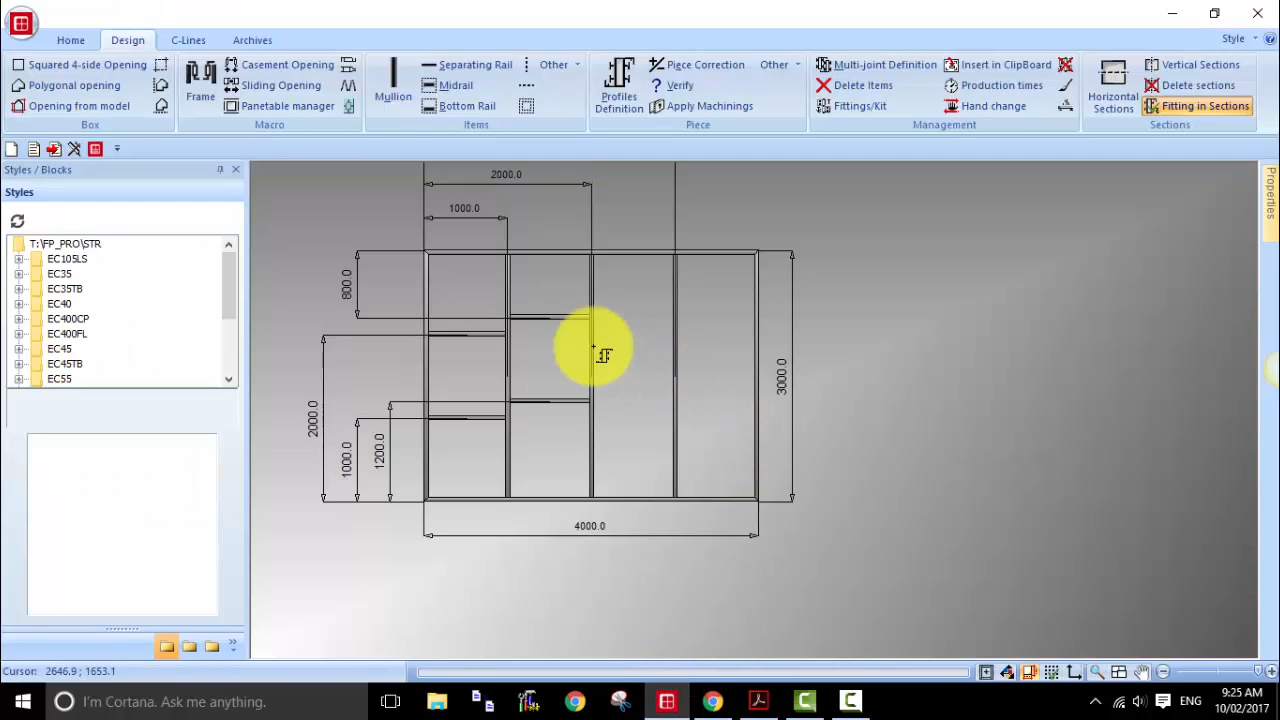 Home
Design
C-Lines
Archives
Style
Squared 4-side Opening
Polygonal opening
Opening from model
Box
Frame
Casement Opening
Sliding Opening
Panetable manager
Macro
Mullion
Separating Rail
Midrail
Bottom Rail
Other
Items
Profiles
Definition
Piece Correction
Verify
Apply Machinings
Other
Piece
Multi-joint Definition
Delete Items
Fittings/Kit
Insert in ClipBoard
Production times
Hand change
Management
Horizontal
Sections
Vertical Sections
Delete sections
Fitting in Sections
Sections
Styles / Blocks
Styles
T:\FP_PRO\STR
EC105LS
EC35
EC35TB
EC40
EC400CP
EC400FL
EC45
EC45TB
EC55
2000.0
1000.0
800.0
2000.0
1000.0
1200.0
3000.0
4000.0
Properties
Cursor: 2646.9 ; 1653.1
I'm Cortana. Ask me anything.
ENG
9:25 AM
10/02/2017